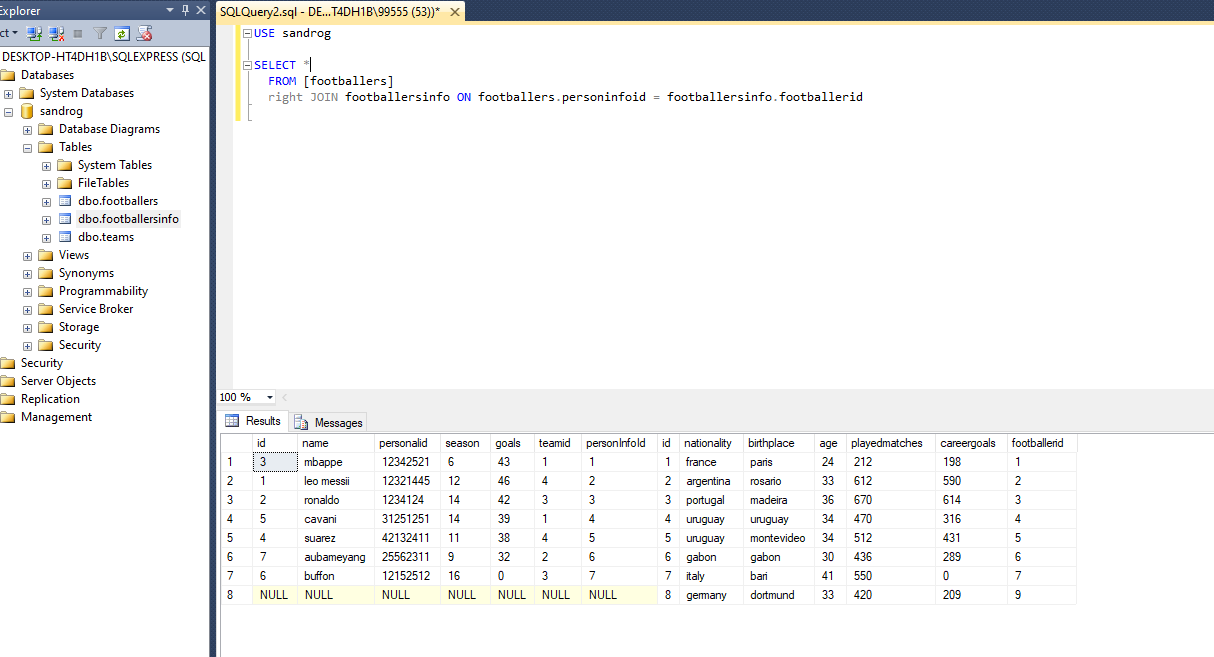 Explorer
ct
DESKTOP-HT4DH1B\SQLEXPRESS (SQL
Databases
System Databases
sandrog
Database Diagrams
Tables
System Tables
FileTables
dbo.footballers
dbo.footballersinfo
dbo.teams
Views
Synonyms
Programmability
Service Broker
Storage
Security
Security
Server Objects
Replication
Management
SQLQuery2.sql - DE...T4DH1B\99555 (53))*
USE sandrog
SELECT *
FROM [footballers]
right JOIN footballersinfo ON footballers.personinfoid = footballersinfo.footballerid
100 %
Results Messages
id name personalid season goals teamid personInfoId id nationality birthplace age playedmatches careergoals footballerid
1 3 mbappe 12342521 6 43 1 1 1 france paris 24 212 198 1
2 1 leo messii 12321445 12 46 4 2 2 argentina rosario 33 612 590 2
3 2 ronaldo 1234124 14 42 3 3 3 portugal madeira 36 670 614 3
4 5 cavani 31251251 14 39 1 4 4 uruguay uruguay 34 470 316 4
5 4 suarez 42132411 11 38 4 5 5 uruguay montevideo 34 512 431 5
6 7 aubameyang 25562311 9 32 2 6 6 gabon gabon 30 436 289 6
7 6 buffon 12152512 16 0 3 7 7 italy bari 41 550 0 7
8 NULL NULL NULL NULL NULL NULL NULL 8 germany dortmund 33 420 209 9